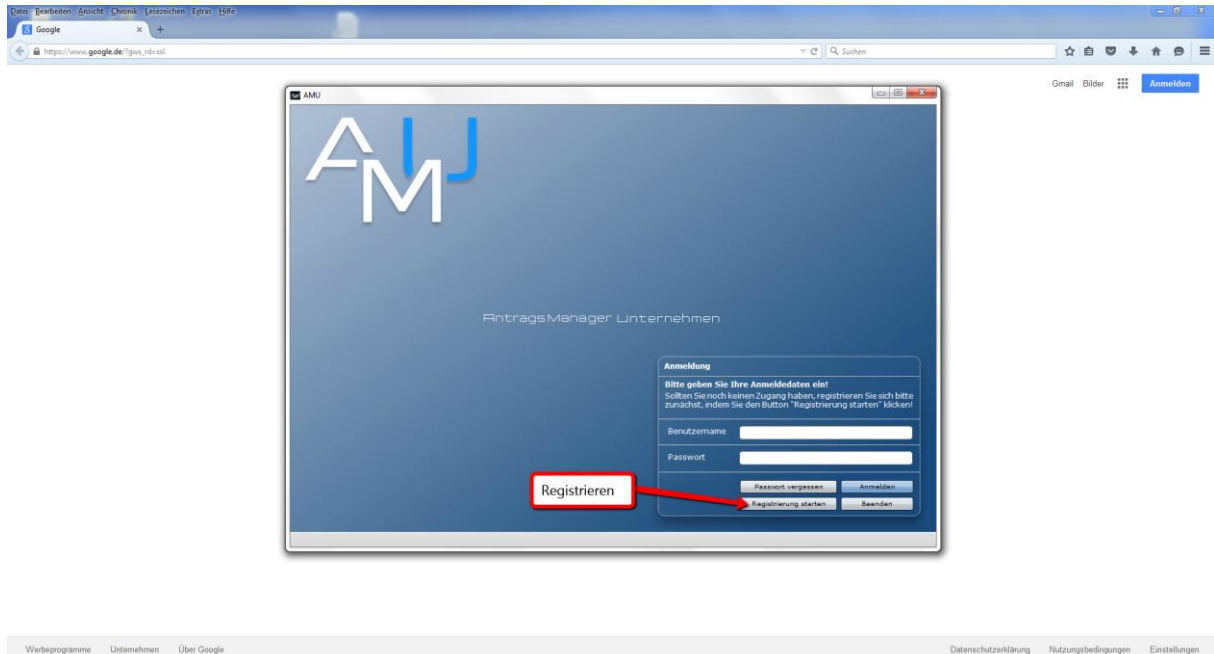 Datei Bearbeiten Ansicht Chronik Lesezeichen Extras Hilfe
Google
https://www.google.de/?gws_rd=ssl
Suchen
Gmail Bilder
Anmelden
AMU
AMU
AntragsManager Unternehmen
Anmeldung
Bitte geben Sie Ihre Anmeldedaten ein!
Sollten Sie noch keinen Zugang haben, registrieren Sie sich bitte
zunächst, indem Sie den Button "Registrierung starten" klicken!
Benutzername
Passwort
Passwort vergessen Anmelden
Registrieren
Registrierung starten Beenden
Werbeprogramme Unternehmen Über Google
Datenschutzerklärung Nutzungsbedingungen Einstellungen